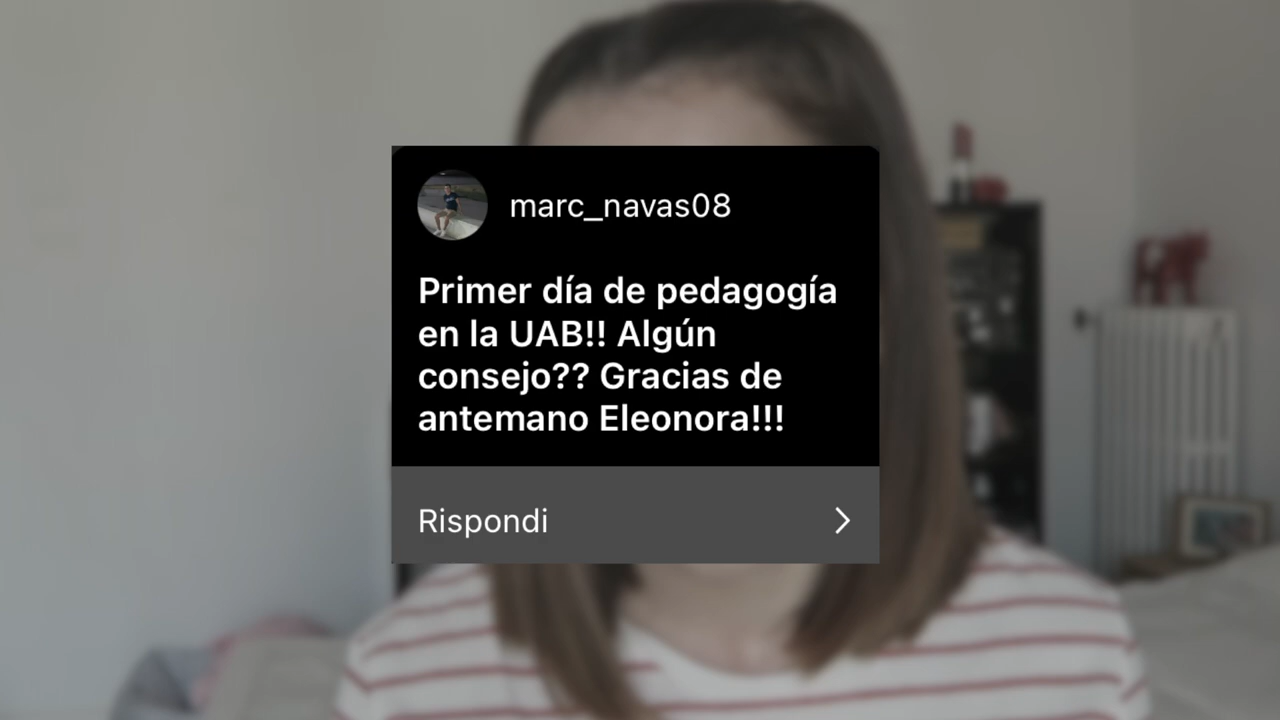 marc_navas08
Primer día de pedagogía
en la UAB!! Algún
consejo?? Gracias de
antemano Eleonora!!!
Rispondi